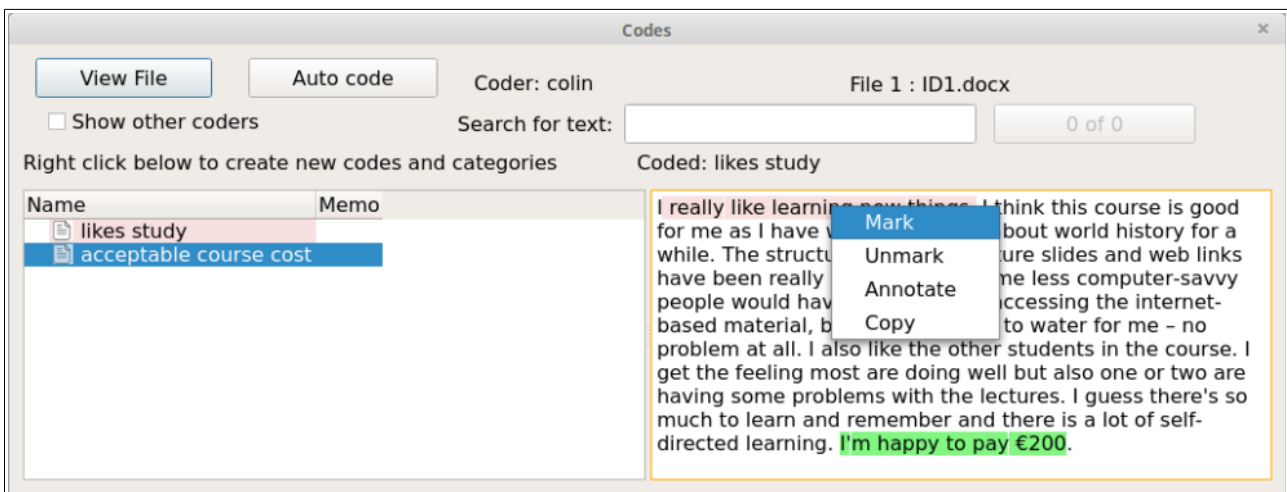 Codes
View File Auto code Coder: colin File 1 : ID1.docx
Show other coders Search for text: 0 of 0
Right click below to create new codes and categories Coded: likes study
Name Memo
likes study
acceptable course cost
I really like learning new things. I think this course is good
for me as I have bout world history for a
while. The structu ure slides and web links
have been really me less computer-savvy
people would hav accessing the internet-
based material, b to water for me – no
problem at all. I also like the other students in the course. I
get the feeling most are doing well but also one or two are
having some problems with the lectures. I guess there's so
much to learn and remember and there is a lot of self-
directed learning. I'm happy to pay €200.
Mark
Unmark
Annotate
Copy